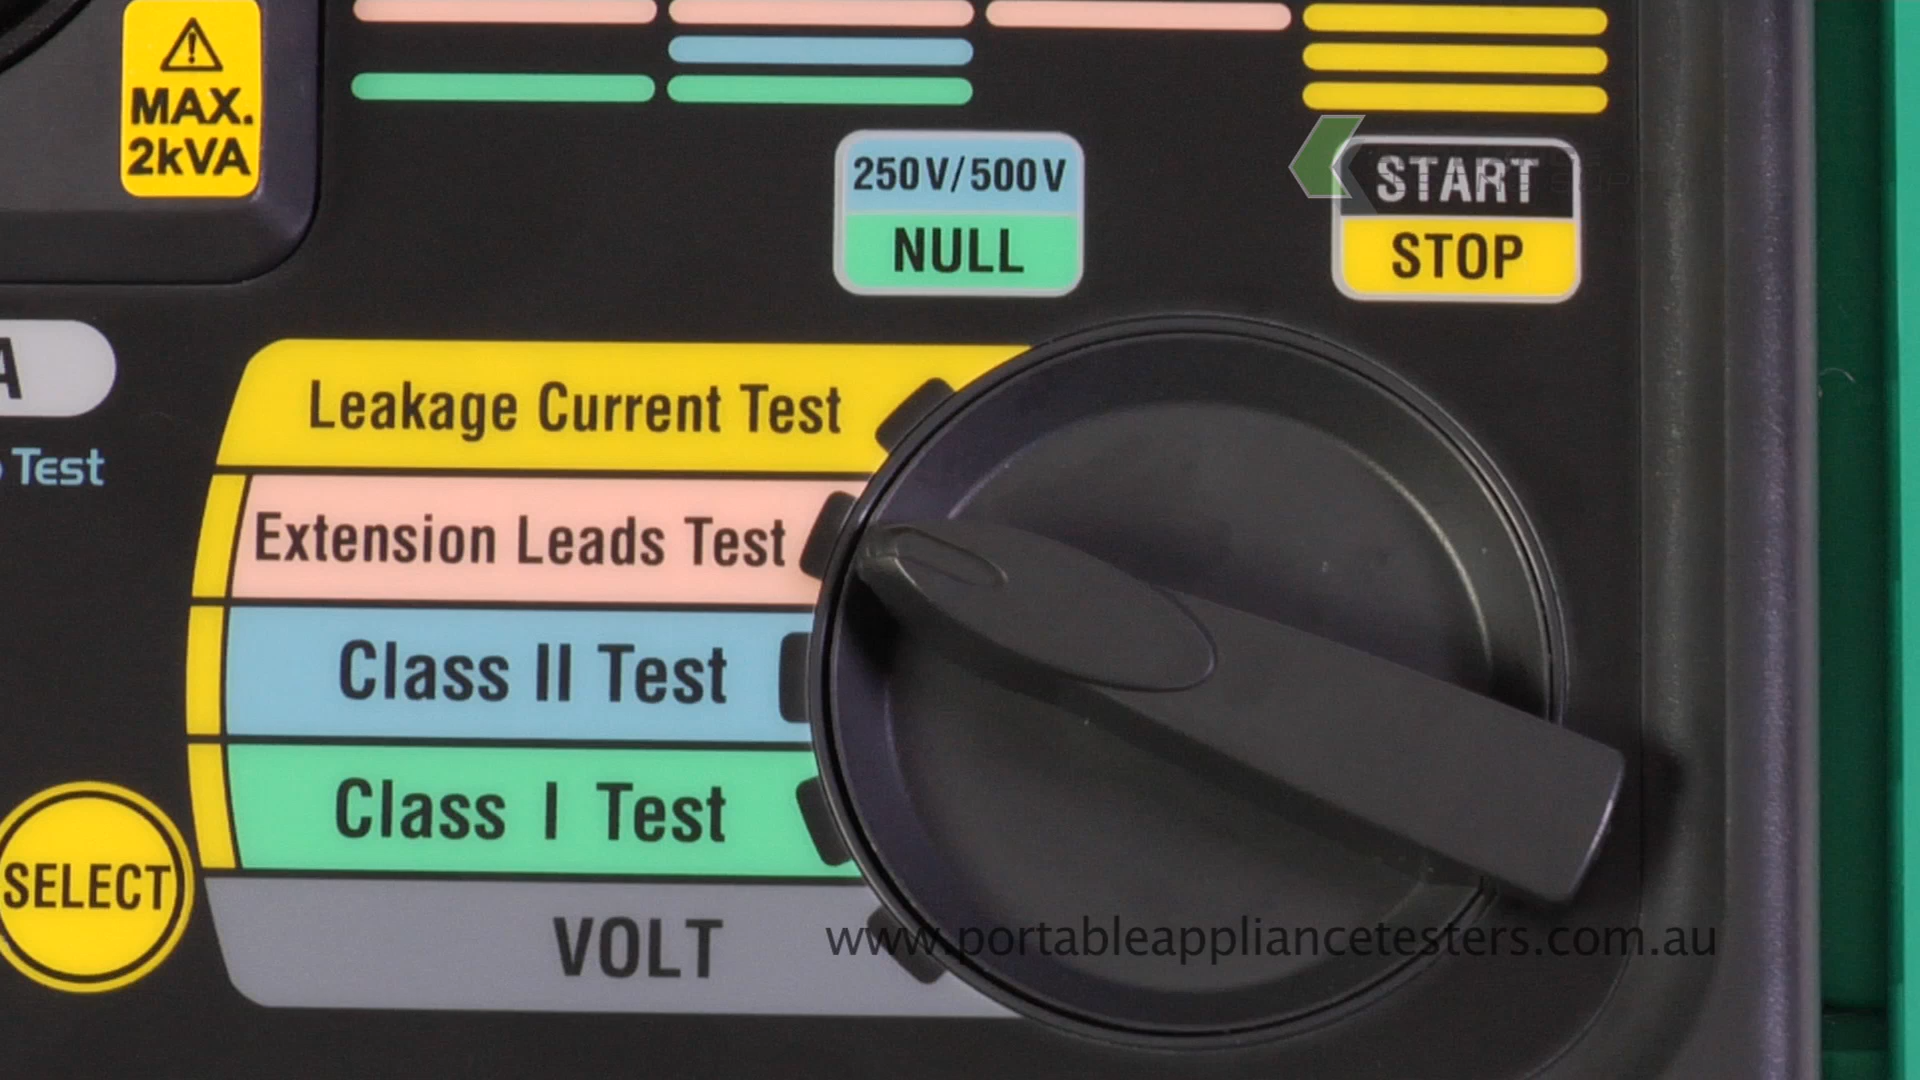 MAX.
2kVA
250V/500V
NULL
START
STOP
A
Test
Leakage Current Test
Extension Leads Test
Class II Test
Class I Test
VOLT
SELECT
www.portableappliancetesters.com.au